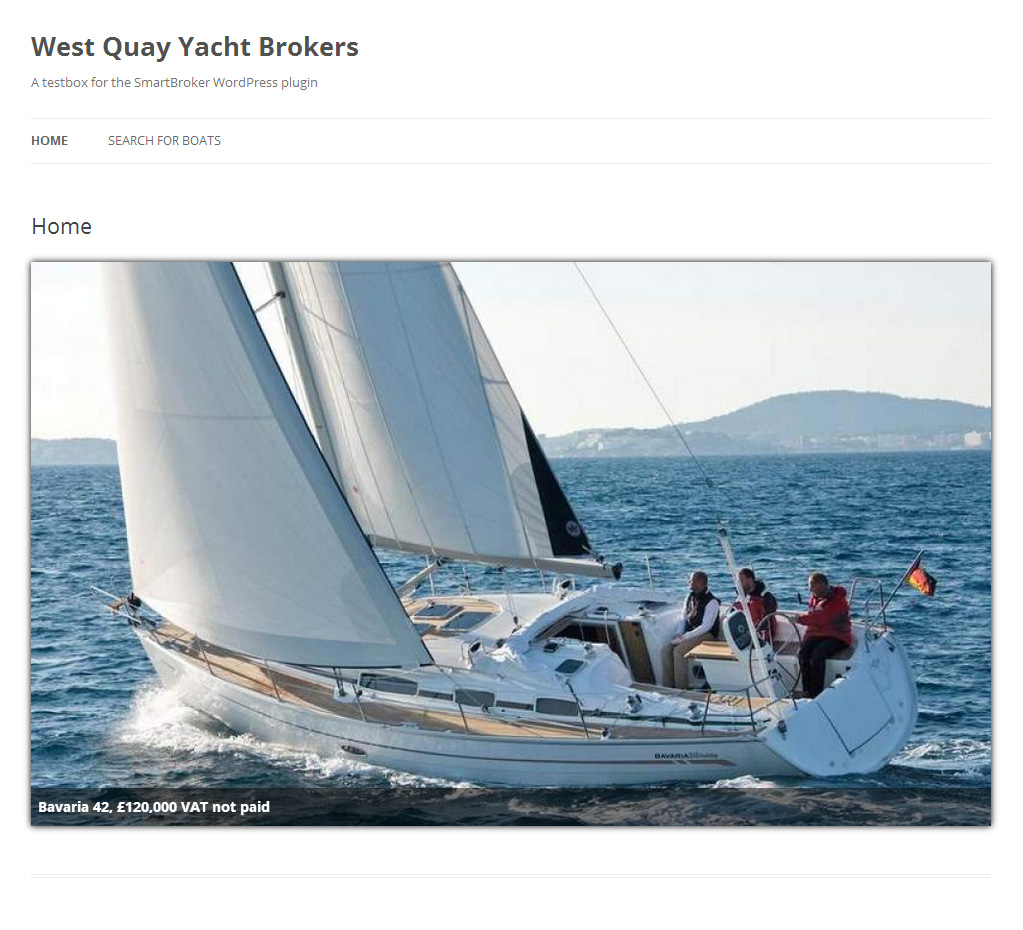 West Quay Yacht Brokers
A testbox for the SmartBroker WordPress plugin
HOME SEARCH FOR BOATS
Home
BAVARIA
Bavaria 42, £120,000 VAT not paid